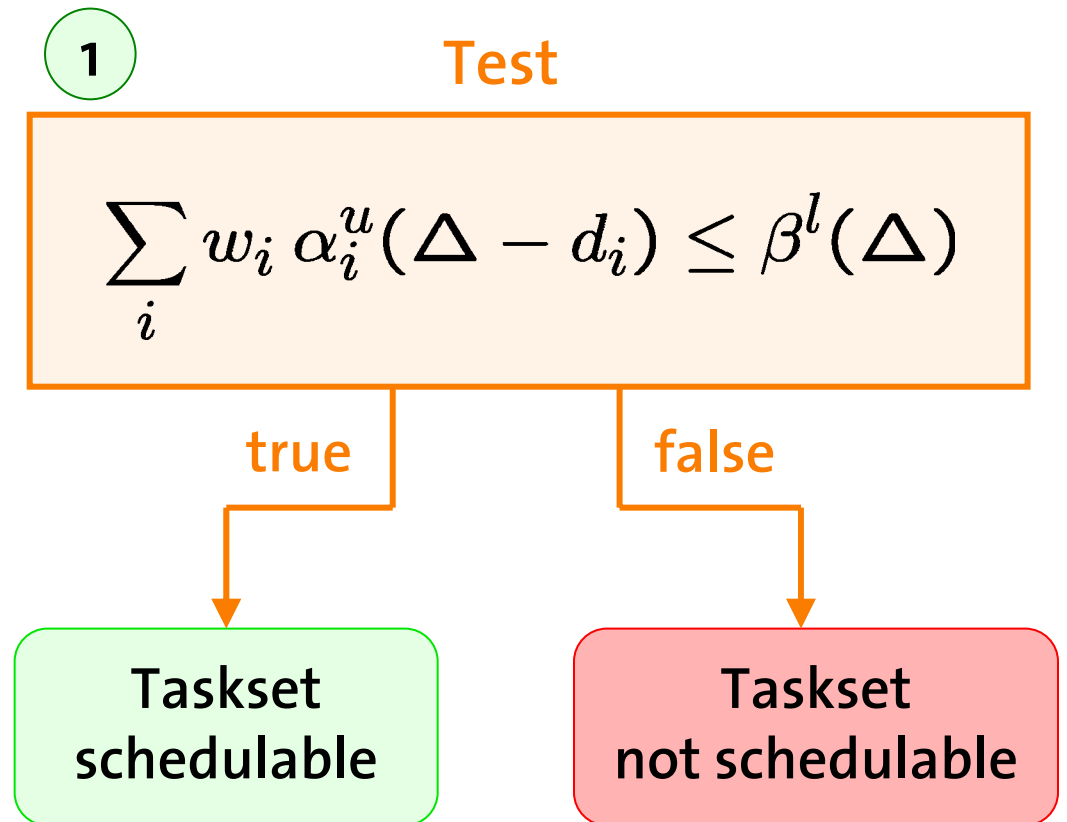 1
Test
∑_i w_i α_i^u(Δ − d_i) ≤ β^l(Δ)
true
false
Taskset
schedulable
Taskset
not schedulable